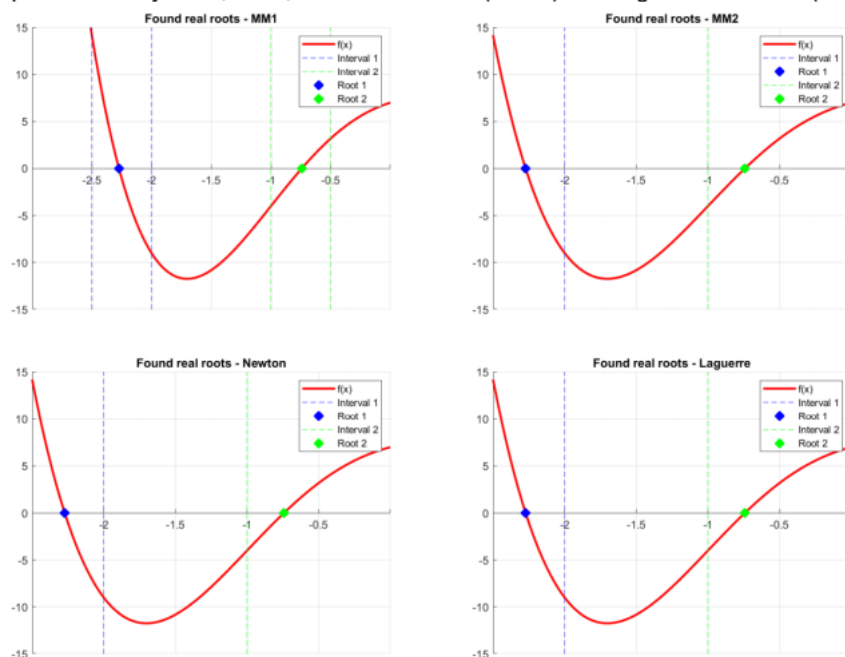 Found real roots - MM1
15
10
5
0
-5
-10
-15
-2.5
-2
-1.5
-1
-0.5
f(x)
Interval 1
Interval 2
Root 1
Root 2
Found real roots - MM2
15
10
5
0
-5
-10
-15
-2
-1.5
-1
-0.5
f(x)
Interval 1
Root 1
Interval 2
Root 2
Found real roots - Newton
15
10
5
0
-5
-10
-15
-2
-1.5
-1
-0.5
f(x)
Interval 1
Root 1
Interval 2
Root 2
Found real roots - Laguerre
15
10
5
0
-5
-10
-15
-2
-1.5
-1
-0.5
f(x)
Interval 1
Root 1
Interval 2
Root 2